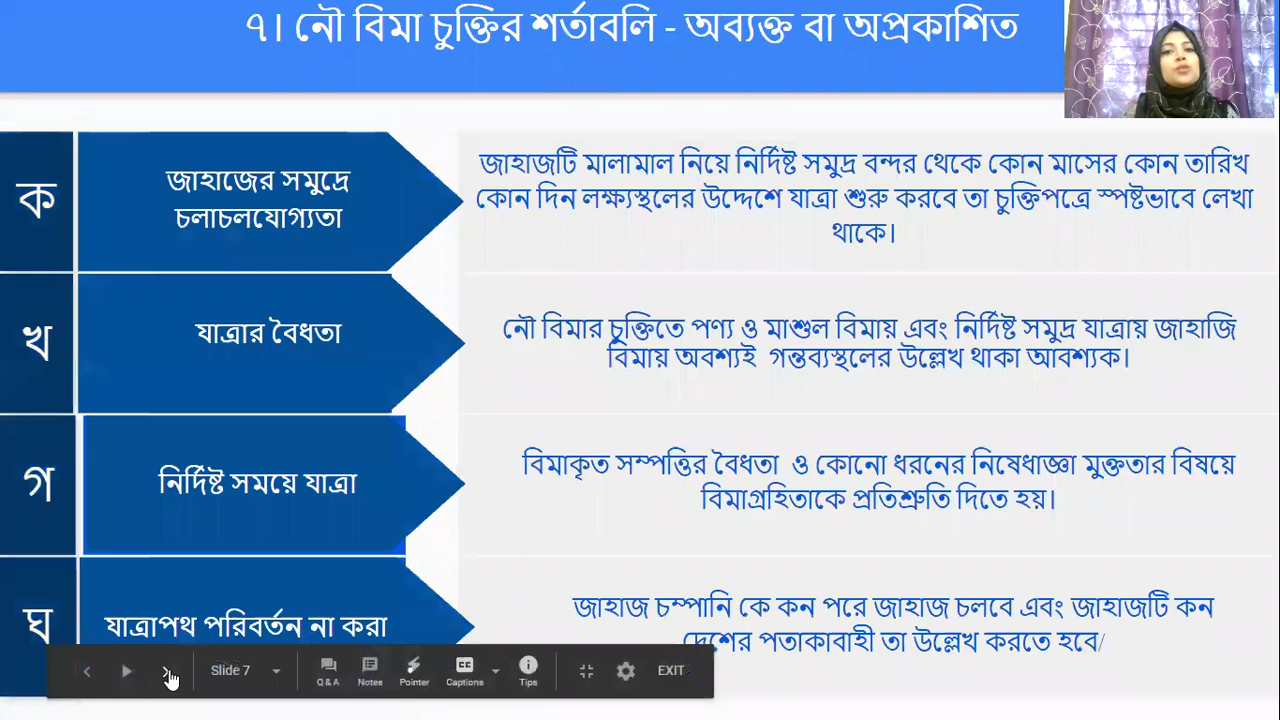 ৭। নৌ বিমা চুক্তির শর্তাবলি - অব্যক্ত বা অপ্রকাশিত
ক
জাহাজের সমুদ্রে
চলাচলযোগ্যতা
জাহাজটি মালামাল নিয়ে নির্দিষ্ট সমুদ্র বন্দর থেকে কোন মাসের কোন তারিখ
কোন দিন লক্ষ্যস্থলের উদ্দেশে যাত্রা শুরু করবে তা চুক্তিপত্রে স্পষ্টভাবে লেখা
থাকে।
খ
যাত্রার বৈধতা
নৌ বিমার চুক্তিতে পণ্য ও মাশুল বিমায় এবং নির্দিষ্ট সমুদ্র যাত্রায় জাহাজি
বিমায় অবশ্যই গন্তব্যস্থলের উল্লেখ থাকা আবশ্যক।
গ
নির্দিষ্ট সময়ে যাত্রা
বিমাকৃত সম্পত্তির বৈধতা ও কোনো ধরনের নিষেধাজ্ঞা মুক্ততার বিষয়ে
বিমাগ্রহিতাকে প্রতিশ্রুতি দিতে হয়।
ঘ
যাত্রাপথ পরিবর্তন না করা
জাহাজ চম্পানি কে কন পরে জাহাজ চলবে এবং জাহাজটি কন
দেশের পতাকাবাহী তা উল্লেখ করতে হবে/
Slide 7
Q & A
Notes
Pointer
CC
Captions
Tips
EXIT